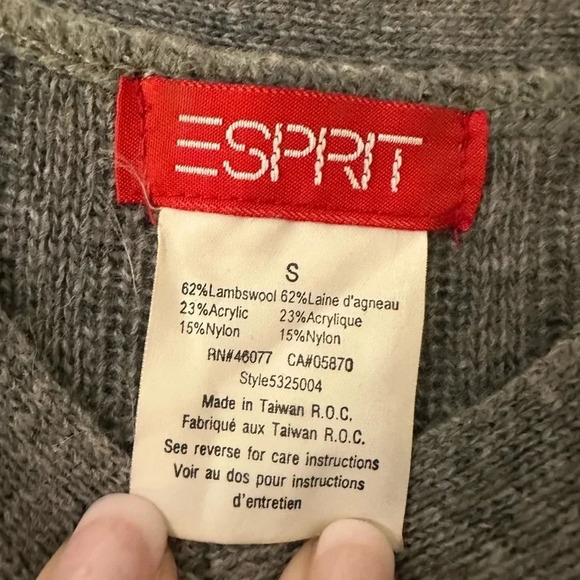 ESPRIT
S
62%Lambswool 62%Laine d'agneau
23%Acrylic 23%Acrylique
15%Nylon 15%Nylon
RN#46077 CA#05870
Style5325004
Made in Taiwan R.O.C.
Fabriqué aux Taiwan R.O.C.
See reverse for care instructions
Voir au dos pour instructions
d'entretien